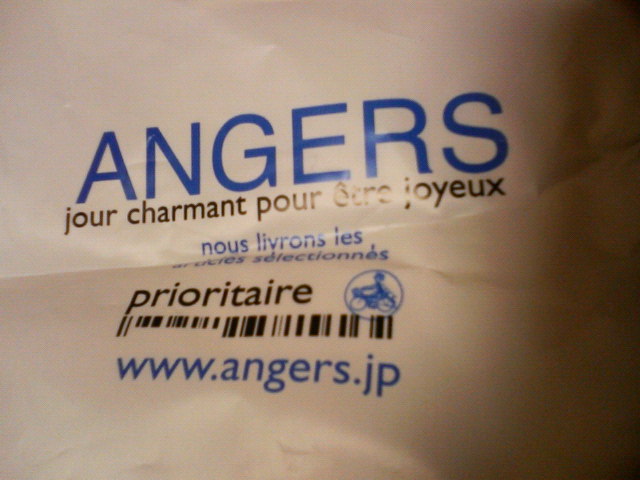 ANGERS
jour charmant pour être joyeux
nous livrons les
articles sélectionnés
prioritaire
www.angers.jp